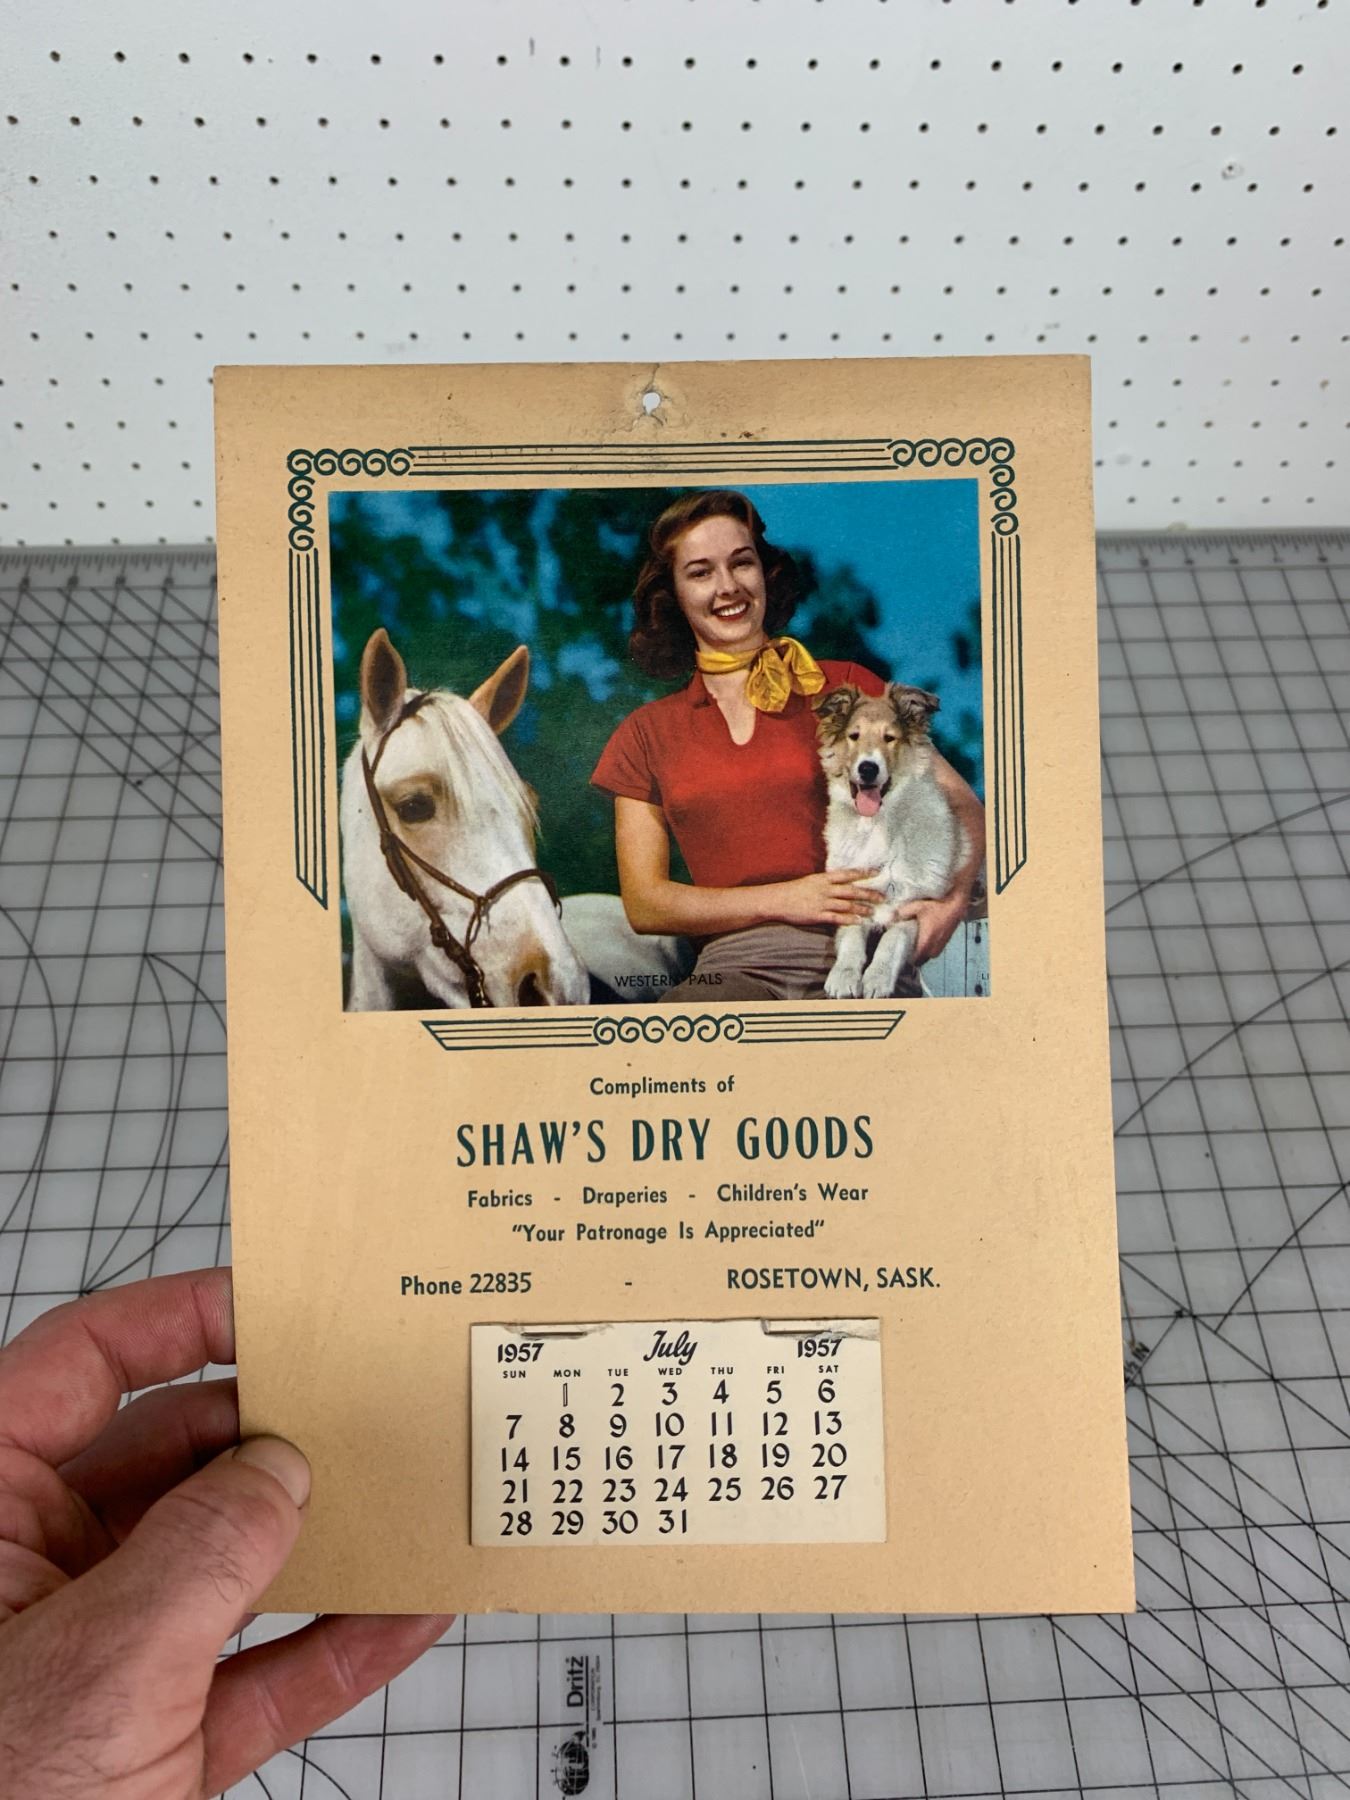 WESTERN PALS
Compliments of
SHAW'S DRY GOODS
Fabrics - Draperies - Children's Wear
"Your Patronage Is Appreciated"
Phone 22835 - ROSETOWN, SASK.
1957 July 1957
SUN MON TUE WED THU FRI SAT
1 2 3 4 5 6
7 8 9 10 11 12 13
14 15 16 17 18 19 20
21 22 23 24 25 26 27
28 29 30 31
Dritz